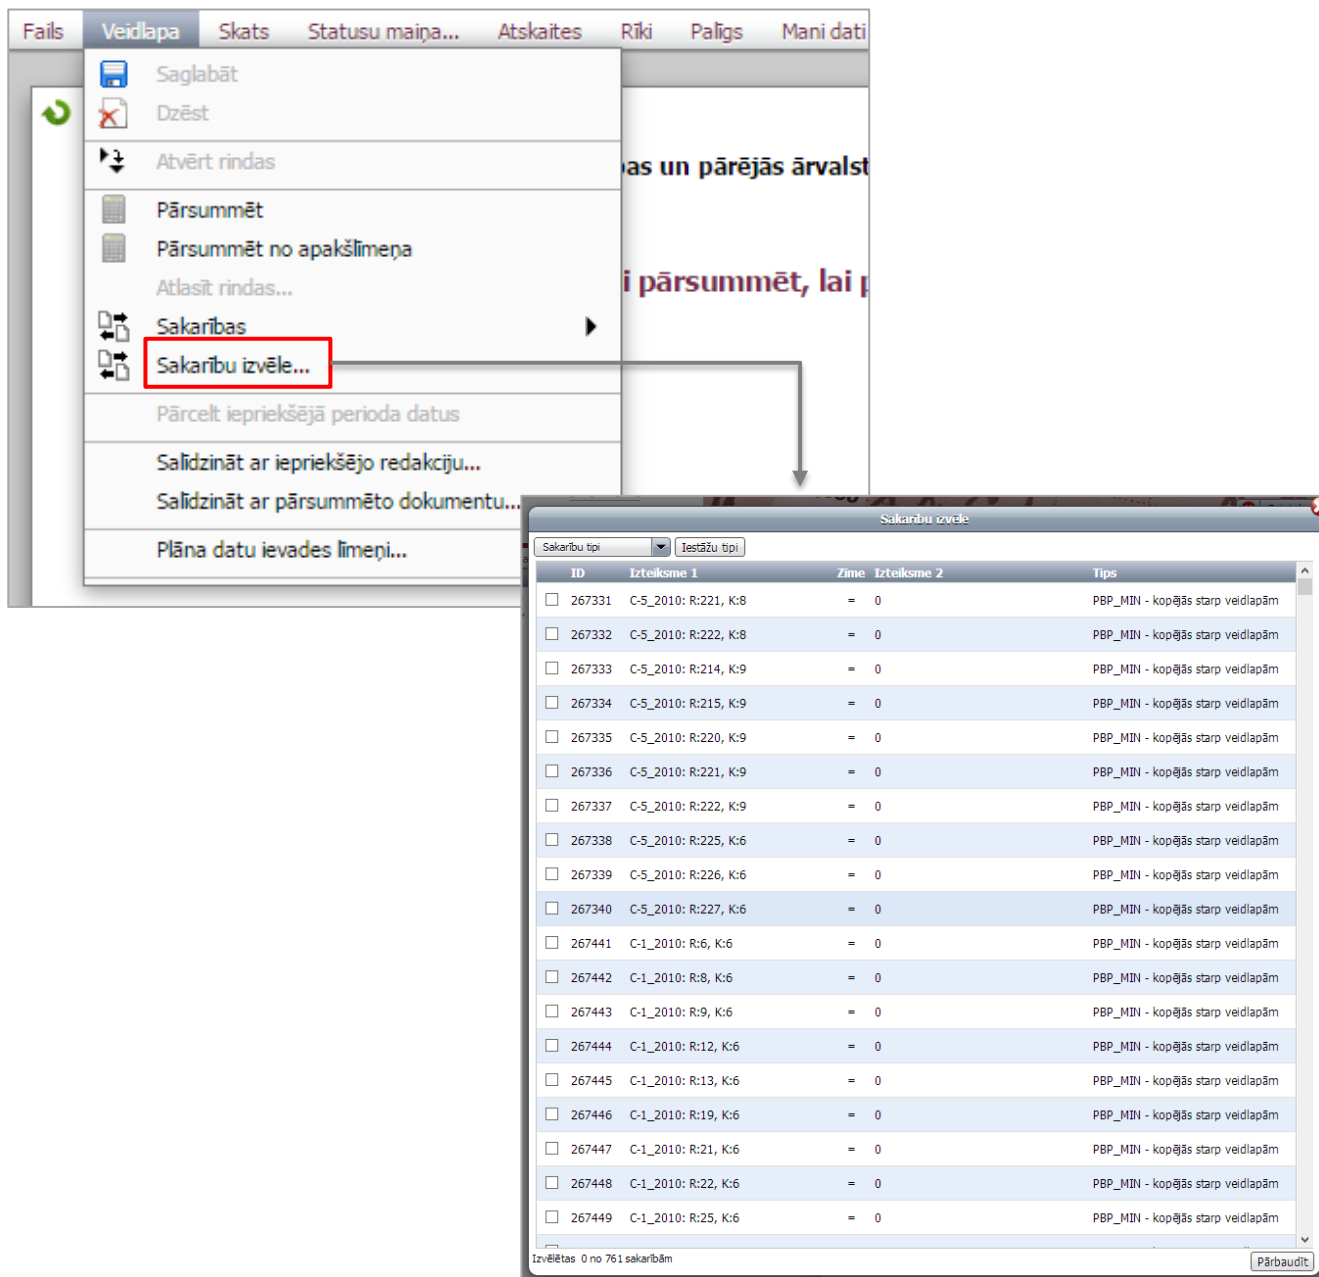 Fails Veidlapa Skats Statusu maiņa... Atskaites Rīki Palīgs Mani dati
Saglabāt
Dzēst
Atvērt rindas
as un pārējās ārvalst
Pārsummēt
Pārsummēt no apakšlīmeņa
Atlasīt rindas...
i pārsummēt, lai p
Sakarības
Sakarību izvēle...
Pārcelt iepriekšējā perioda datus
Salīdzināt ar iepriekšējo redakciju...
Salīdzināt ar pārsummēto dokumentu...
Plāna datu ievades līmeņi...
Sakarību izvēle
Sakarību tipi Iestāžu tipi
ID Izteiksme 1 Zīme Izteiksme 2 Tips
267331 C-5_2010: R:221, K:8 = 0 PBP_MIN - kopējās starp veidlapām
267332 C-5_2010: R:222, K:8 = 0 PBP_MIN - kopējās starp veidlapām
267333 C-5_2010: R:214, K:9 = 0 PBP_MIN - kopējās starp veidlapām
267334 C-5_2010: R:215, K:9 = 0 PBP_MIN - kopējās starp veidlapām
267335 C-5_2010: R:220, K:9 = 0 PBP_MIN - kopējās starp veidlapām
267336 C-5_2010: R:221, K:9 = 0 PBP_MIN - kopējās starp veidlapām
267337 C-5_2010: R:222, K:9 = 0 PBP_MIN - kopējās starp veidlapām
267338 C-5_2010: R:225, K:6 = 0 PBP_MIN - kopējās starp veidlapām
267339 C-5_2010: R:226, K:6 = 0 PBP_MIN - kopējās starp veidlapām
267340 C-5_2010: R:227, K:6 = 0 PBP_MIN - kopējās starp veidlapām
267441 C-1_2010: R:6, K:6 = 0 PBP_MIN - kopējās starp veidlapām
267442 C-1_2010: R:8, K:6 = 0 PBP_MIN - kopējās starp veidlapām
267443 C-1_2010: R:9, K:6 = 0 PBP_MIN - kopējās starp veidlapām
267444 C-1_2010: R:12, K:6 = 0 PBP_MIN - kopējās starp veidlapām
267445 C-1_2010: R:13, K:6 = 0 PBP_MIN - kopējās starp veidlapām
267446 C-1_2010: R:19, K:6 = 0 PBP_MIN - kopējās starp veidlapām
267447 C-1_2010: R:21, K:6 = 0 PBP_MIN - kopējās starp veidlapām
267448 C-1_2010: R:22, K:6 = 0 PBP_MIN - kopējās starp veidlapām
267449 C-1_2010: R:25, K:6 = 0 PBP_MIN - kopējās starp veidlapām
Izvēlētas 0 no 761 sakarībām
Pārbaudīt